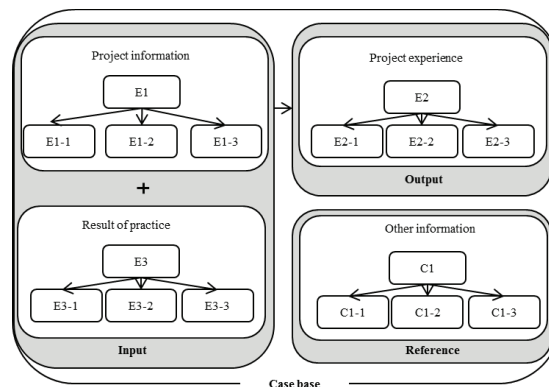 Project information
E1
E1-1 E1-2 E1-3
+
Result of practice
E3
E3-1 E3-2 E3-3
Input
Project experience
E2
E2-1 E2-2 E2-3
Output
Other information
C1
C1-1 C1-2 C1-3
Reference
Case base